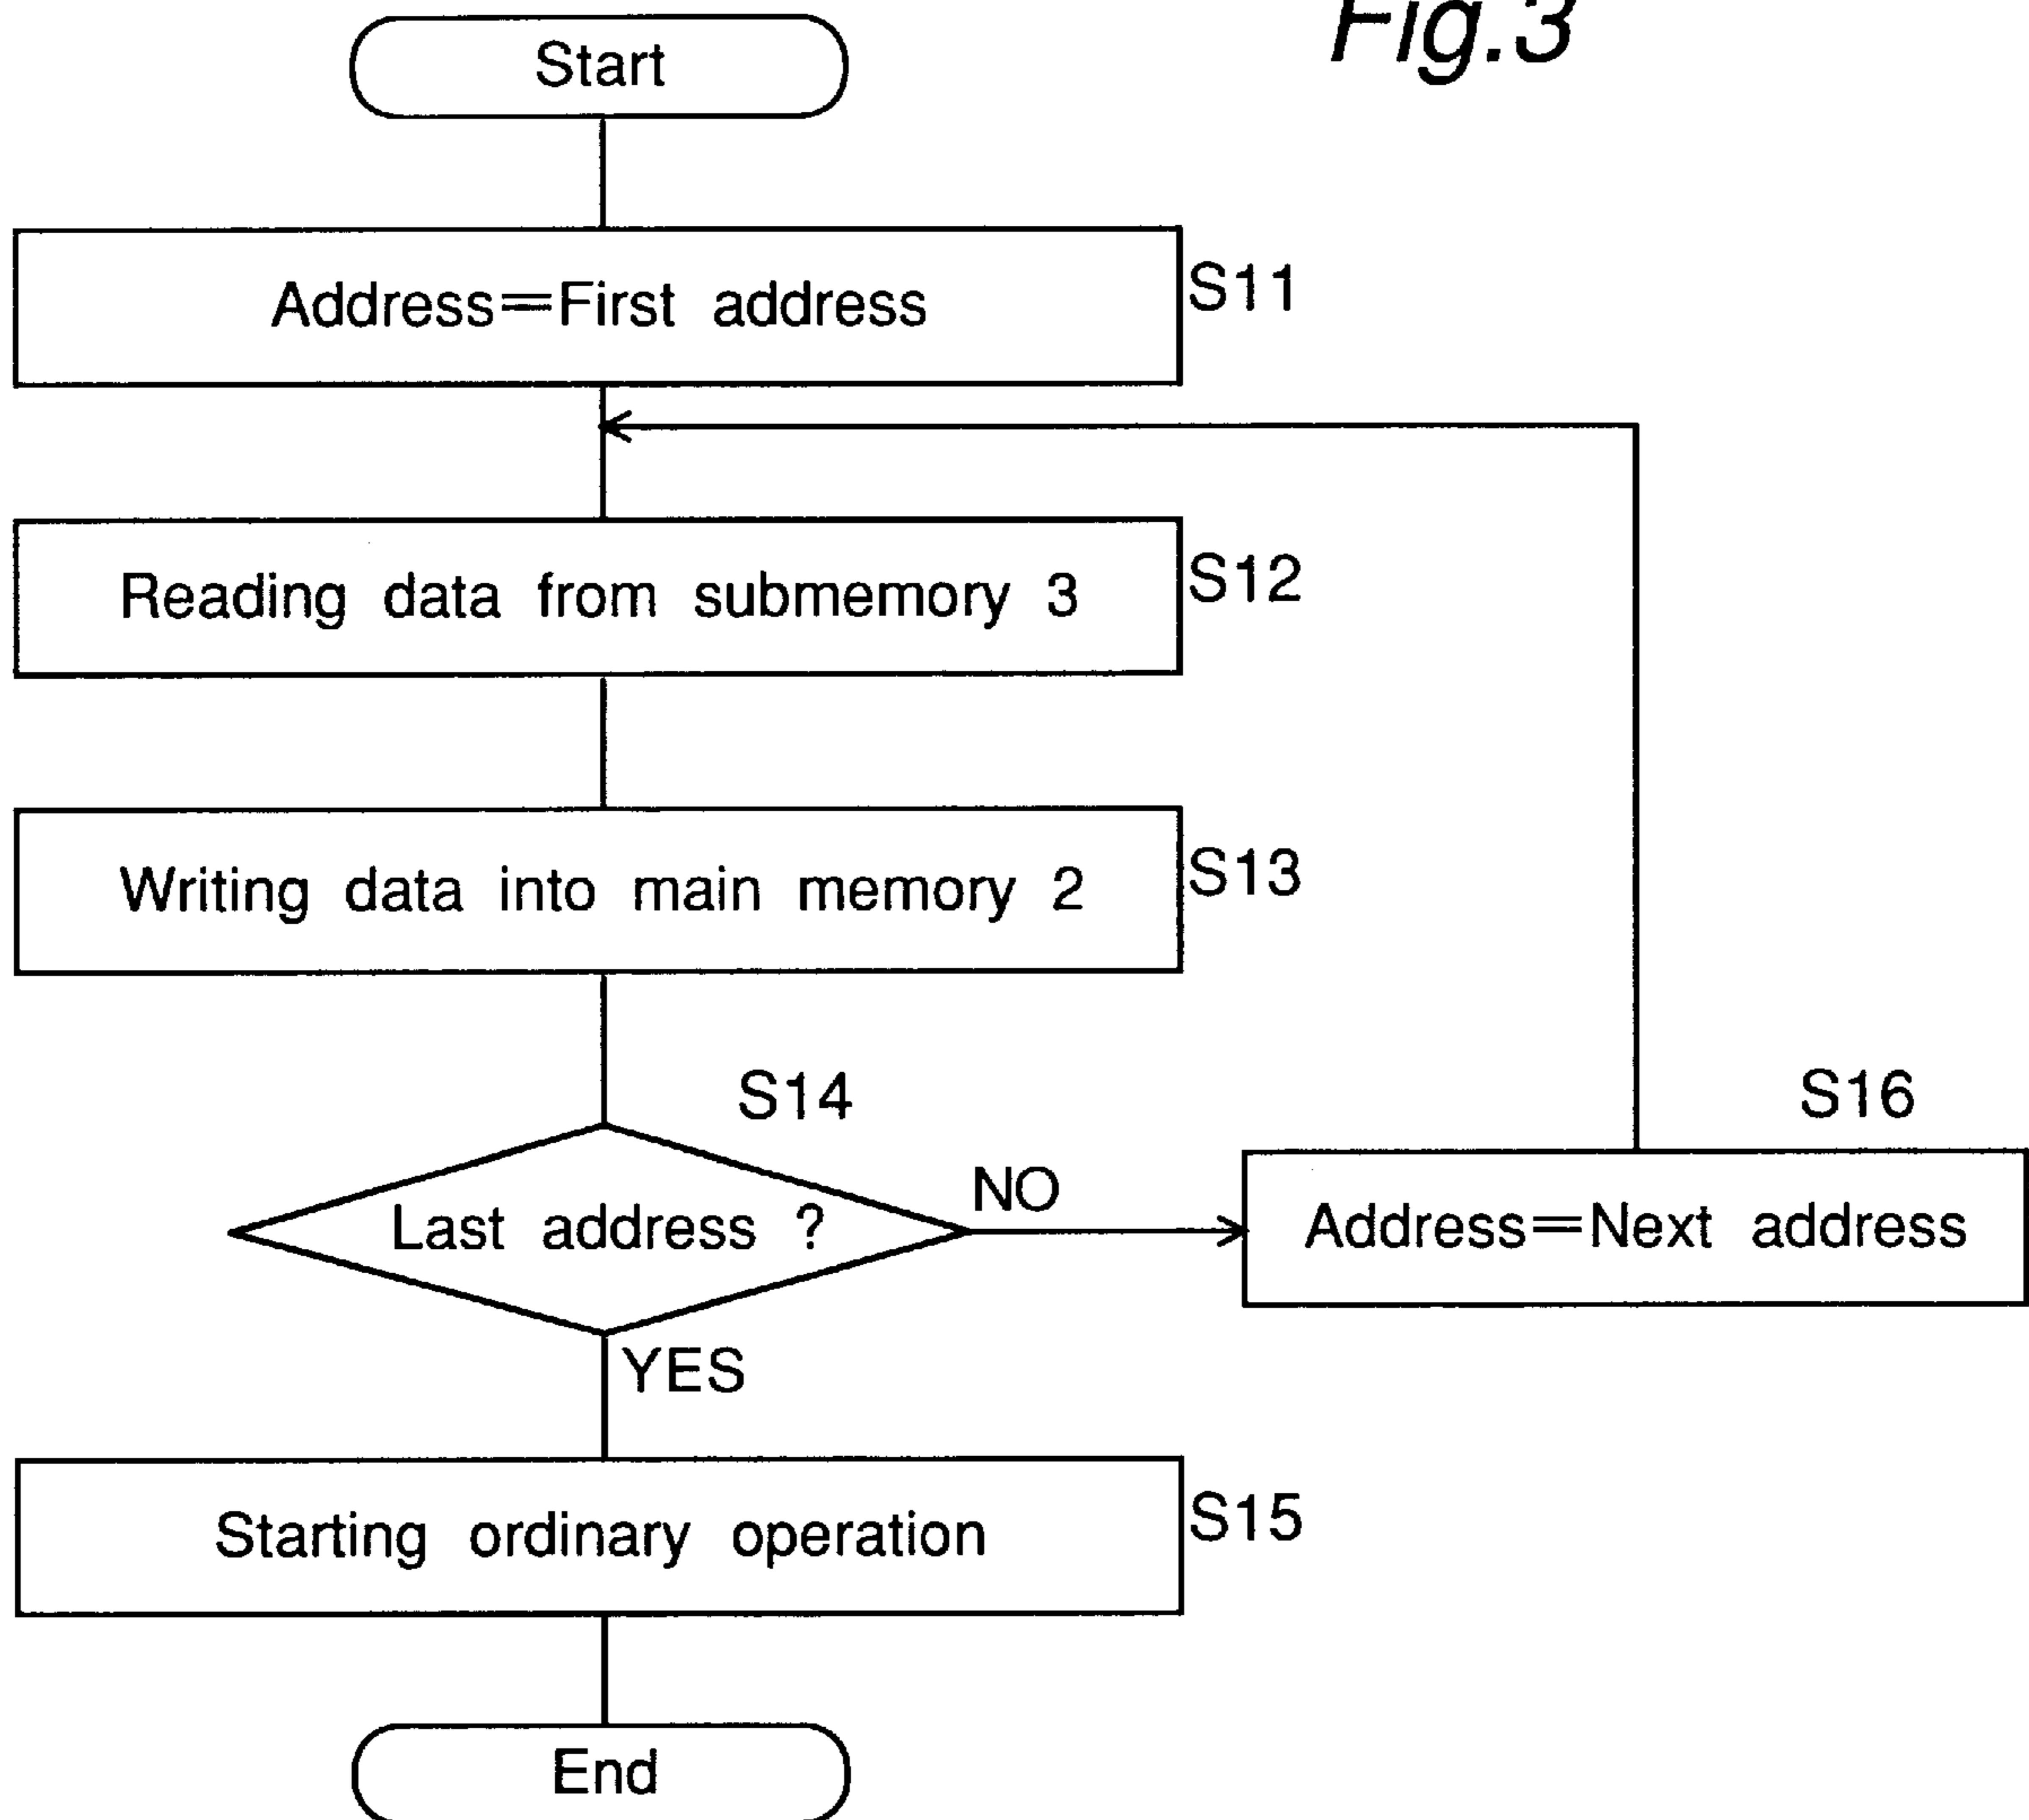 Fig.3
Start
Address=First address
S11
Reading data from submemory 3
S12
Writing data into main memory 2
S13
S14
Last address ?
NO
S16
Address=Next address
YES
Starting ordinary operation
S15
End